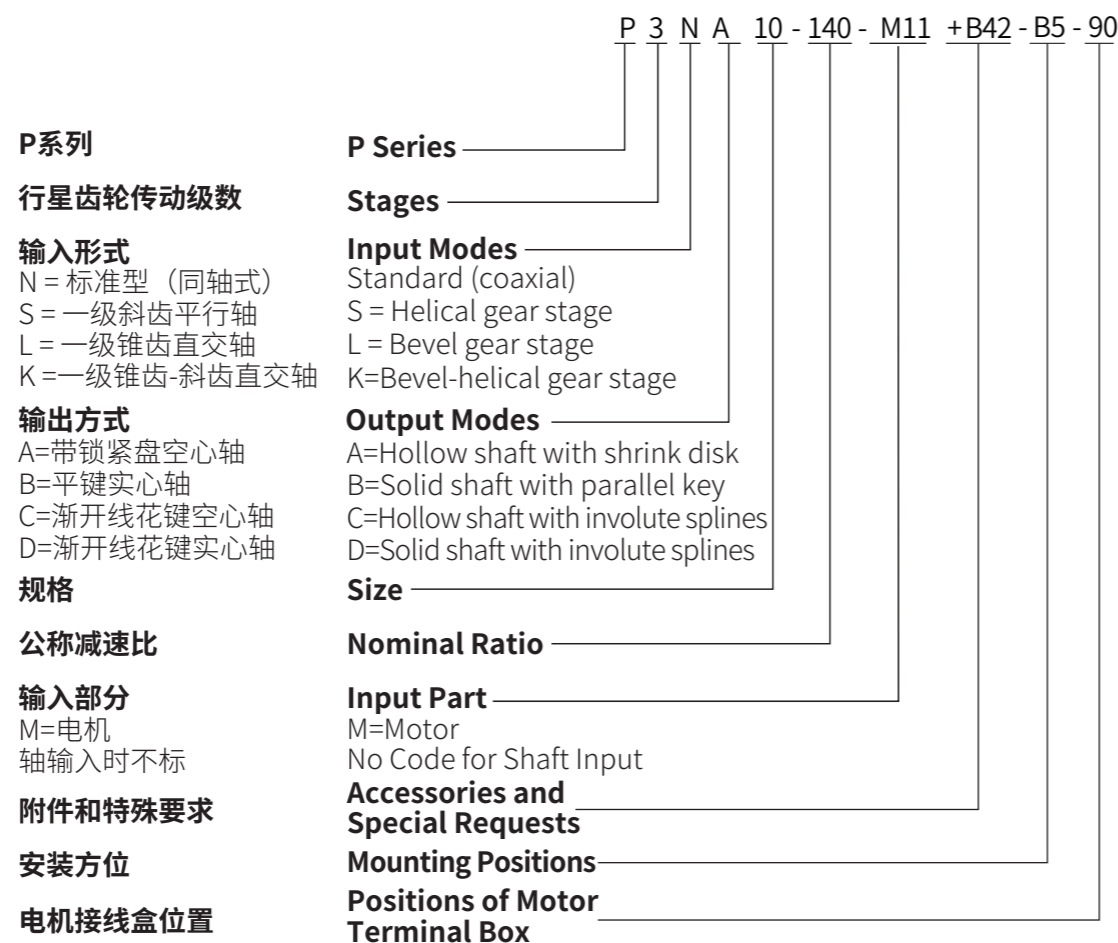 P 3 N A 10 - 140 - M11 +B42 - B5 - 90
P系列 P Series
行星齿轮传动级数 Stages
输入形式 Input Modes
N = 标准型（同轴式） Standard (coaxial)
S = 一级斜齿平行轴 S = Helical gear stage
L = 一级锥齿直交轴 L = Bevel gear stage
K =一级锥齿-斜齿直交轴 K=Bevel-helical gear stage
输出方式 Output Modes
A=带锁紧盘空心轴 A=Hollow shaft with shrink disk
B=平键实心轴 B=Solid shaft with parallel key
C=渐开线花键空心轴 C=Hollow shaft with involute splines
D=渐开线花键实心轴 D=Solid shaft with involute splines
规格 Size
公称减速比 Nominal Ratio
输入部分 Input Part
M=电机 M=Motor
轴输入时不标 No Code for Shaft Input
附件和特殊要求 Accessories and
Special Requests
安装方位 Mounting Positions
电机接线盒位置 Positions of Motor
Terminal Box